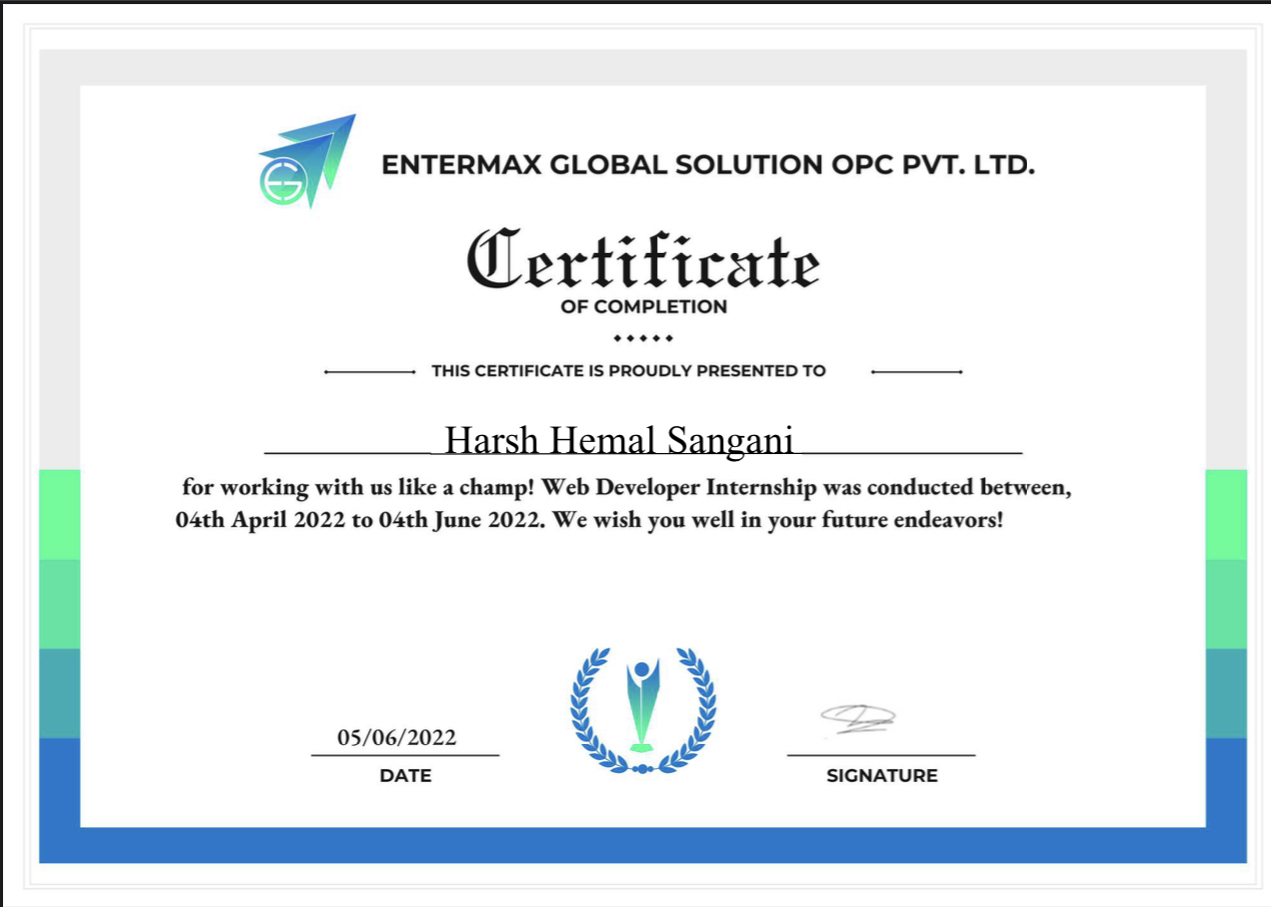 ENTERMAX GLOBAL SOLUTION OPC PVT. LTD.
Certificate
OF COMPLETION
THIS CERTIFICATE IS PROUDLY PRESENTED TO
Harsh Hemal Sangani
for working with us like a champ! Web Developer Internship was conducted between,
04th April 2022 to 04th June 2022. We wish you well in your future endeavors!
05/06/2022
DATE
SIGNATURE